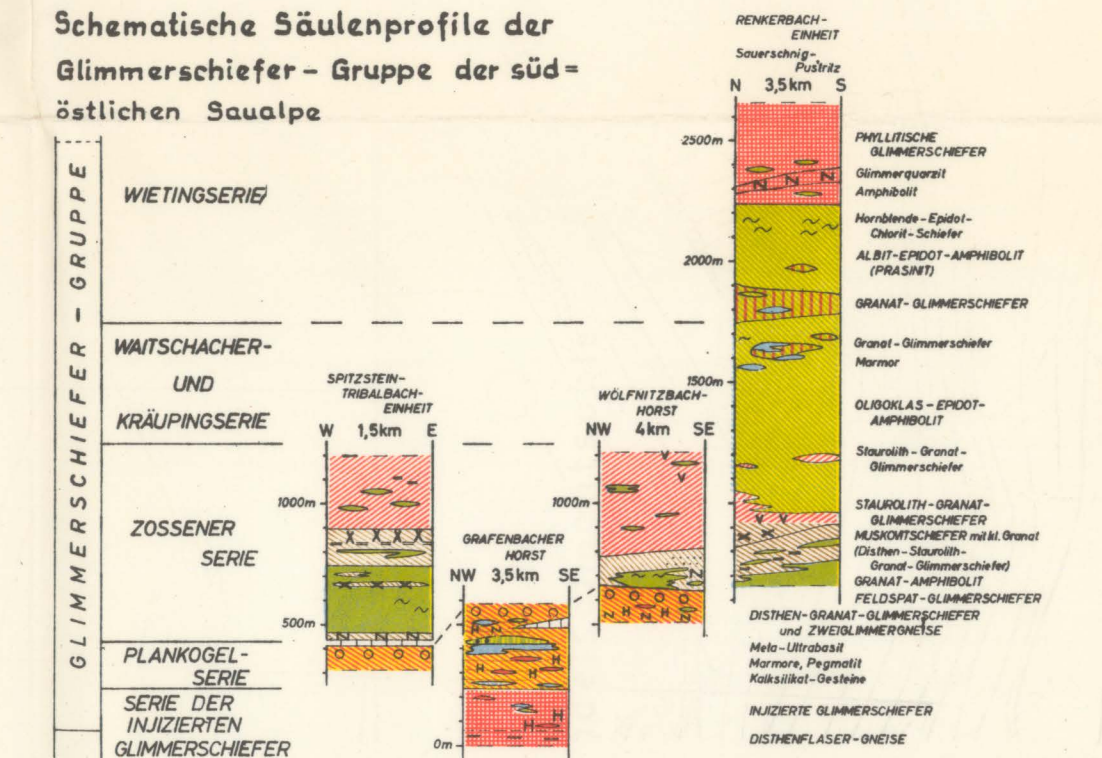 Schematische Säulenprofile der
Glimmerschiefer - Gruppe der süd=
östlichen Saualpe
GLIMMERSCHIEFER - GRUPPE
WIETINGSERIE/
WAITSCHACHER-
UND
KRÄUPINGSERIE
ZOSSENER
SERIE
PLANKOGEL-
SERIE
SERIE DER
INJIZIERTEN
GLIMMERSCHIEFER
SPITZSTEIN-
TRIBALBACH-
EINHEIT
W 1,5km E
1000m
500m
GRAFENBACHER
HORST
NW 3,5km SE
0m
WÖLFNITZBACH-
HORST
NW 4km SE
1000m
500m
RENKERBACH-
EINHEIT
Sauerschnig-
Pustritz
N 3,5km S
2500m
2000m
1500m
PHYLLITISCHE
GLIMMERSCHIEFER
Glimmerquarzit
Amphibolit
Hornblende-Epidot-
Chlorit-Schiefer
ALBIT-EPIDOT-AMPHIBOLIT
(PRASINIT)
GRANAT-GLIMMERSCHIEFER
Granat-Glimmerschiefer
Marmor
OLIGOKLAS-EPIDOT-
AMPHIBOLIT
Staurolith-Granat-
Glimmerschiefer
STAUROLITH-GRANAT-
GLIMMERSCHIEFER
MUSKOVITSCHIEFER mit kl. Granat
(Disthen-Staurolith-
Granat-Glimmerschiefer)
GRANAT-AMPHIBOLIT
FELDSPAT-GLIMMERSCHIEFER
DISTHEN-GRANAT-GLIMMERSCHIEFER
und ZWEIGLIMMERGNEISE
Meta-Ultrabasit
Marmore, Pegmatit
Kalksilikat-Gesteine
INJIZIERTE GLIMMERSCHIEFER
DISTHENFLASER-GNEISE